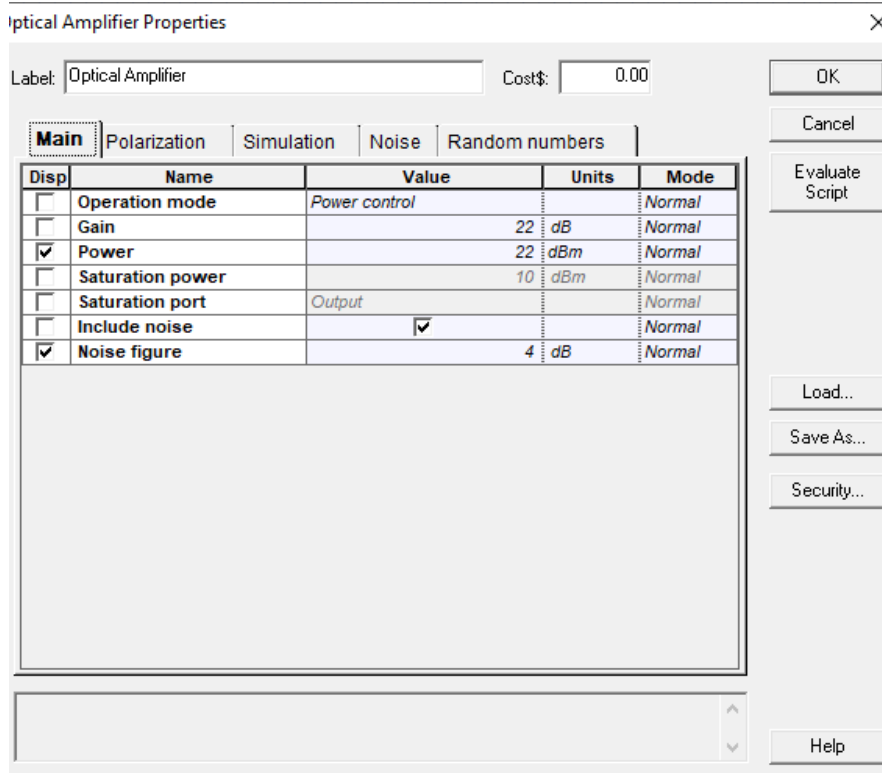 ptical Amplifier Properties
Label: Optical Amplifier Cost$: 0.00 OK
Cancel
Main Polarization Simulation Noise Random numbers
Evaluate Script
Disp Name Value Units Mode
Operation mode Power control Normal
Gain 22 dB Normal
Power 22 dBm Normal
Saturation power 10 dBm Normal
Saturation port Output Normal
Include noise Normal
Noise figure 4 dB Normal
Load...
Save As...
Security...
Help